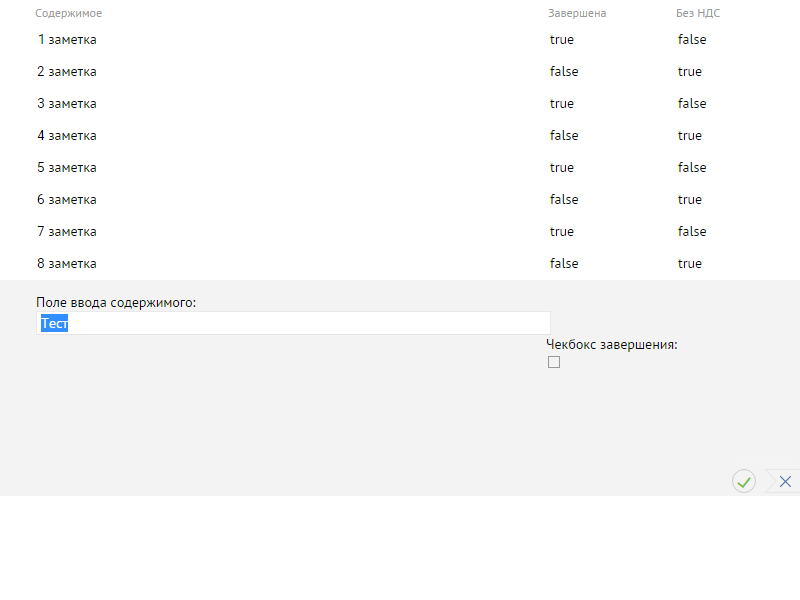 Содержимое Завершена Без НДС
1 заметка true false
2 заметка false true
3 заметка true false
4 заметка false true
5 заметка true false
6 заметка false true
7 заметка true false
8 заметка false true
Поле ввода содержимого:
Тест
Чекбокс завершения: